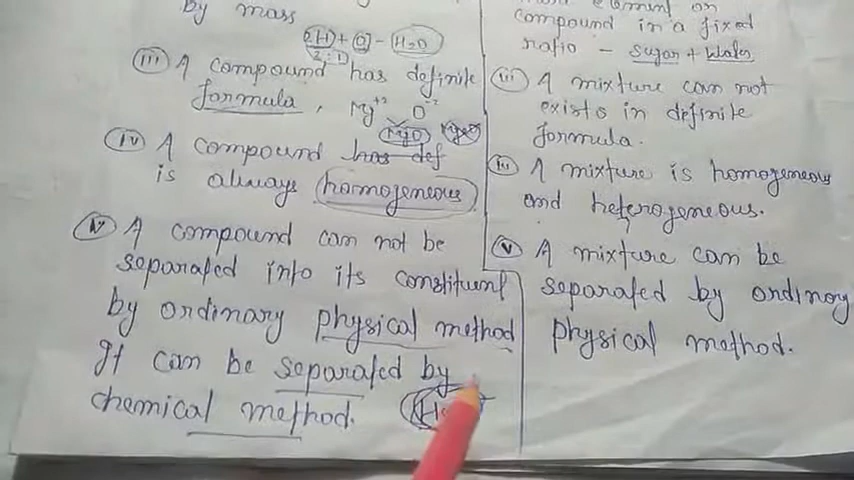 by mass
2H + O - H2O
2:1
(iii) A compound has definite
formula, Mg+2 O-2
MgO
(iv) A compound has def
is always homogeneous
(v) A compound can not be
separated into its constituent
by ordinary physical method
It can be separated by
chemical method.
compound in a fixed
ratio - sugar + water
(iii) A mixture can not
exists in definite
formula.
(iii) A mixture is homogeneous
and heterogeneous.
(v) A mixture can be
separated by ordinory
physical method.